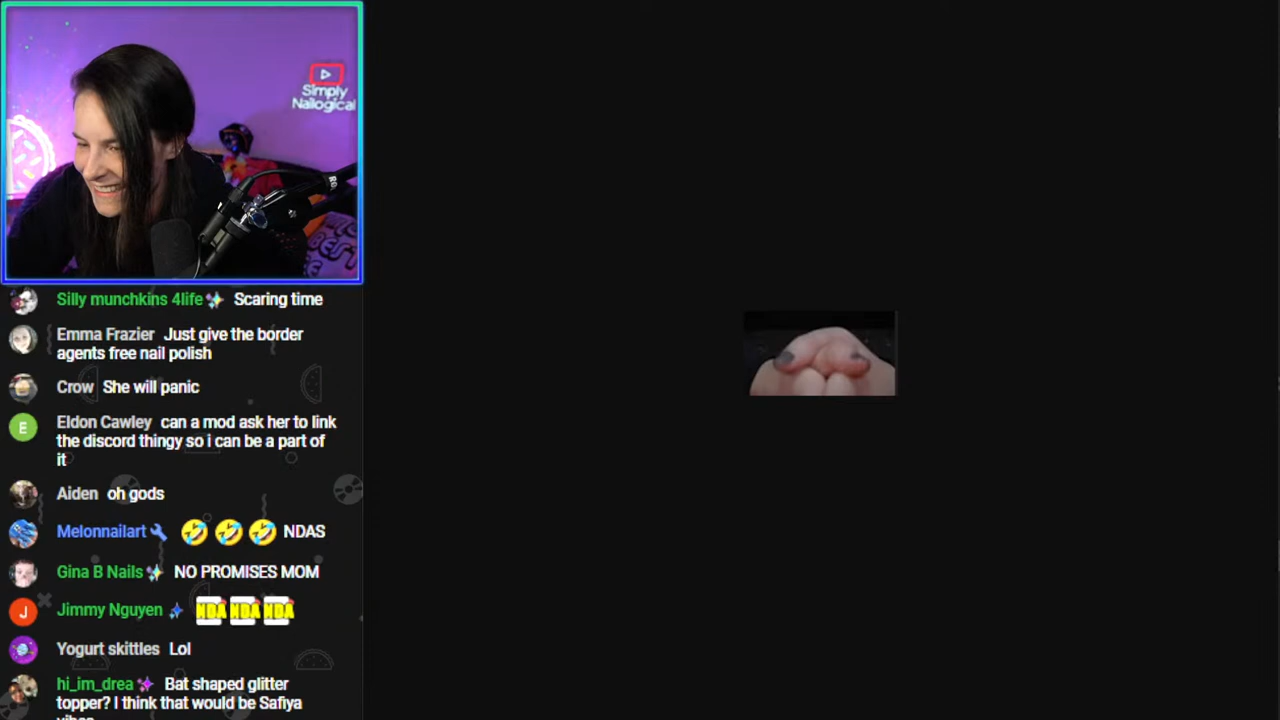 Simply
Nailogical
Silly munchkins 4life Scaring time
Emma Frazier Just give the border
agents free nail polish
Crow She will panic
E
Eldon Cawley can a mod ask her to link
the discord thingy so i can be a part of
it
Aiden oh gods
Melonnailart 🤣 🤣 🤣 NDAS
Gina B Nails NO PROMISES MOM
J
Jimmy Nguyen NDA NDA NDA
Yogurt skittles Lol
hi_im_drea Bat shaped glitter
topper? I think that would be Safiya